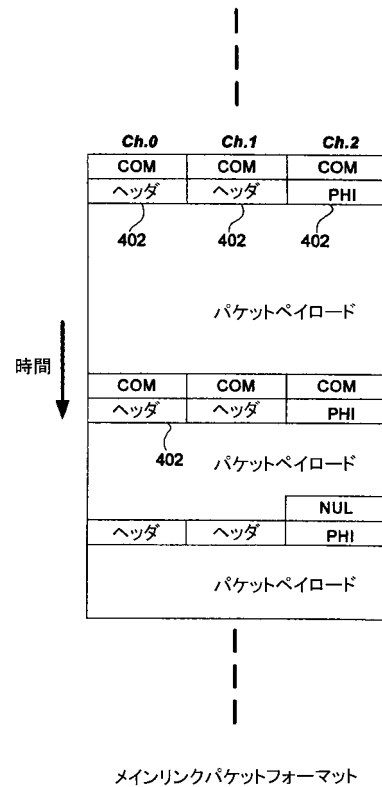 Ch.0 Ch.1 Ch.2
COM COM COM
ヘッダ ヘッダ PHI
402 402 402
パケットペイロード
時間
COM COM COM
ヘッダ ヘッダ PHI
402
パケットペイロード
NUL
ヘッダ ヘッダ PHI
パケットペイロード
メインリンクパケットフォーマット